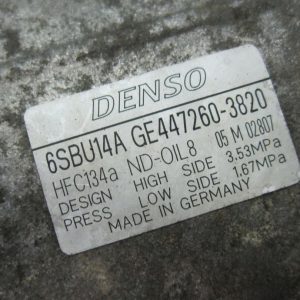 DENSO
6SBU14A GE447260-3820
HFC134a ND-OIL8 05 M 02807
DESIGN HIGH SIDE 3.53MPa
PRESS LOW SIDE 1.67MPa
MADE IN GERMANY